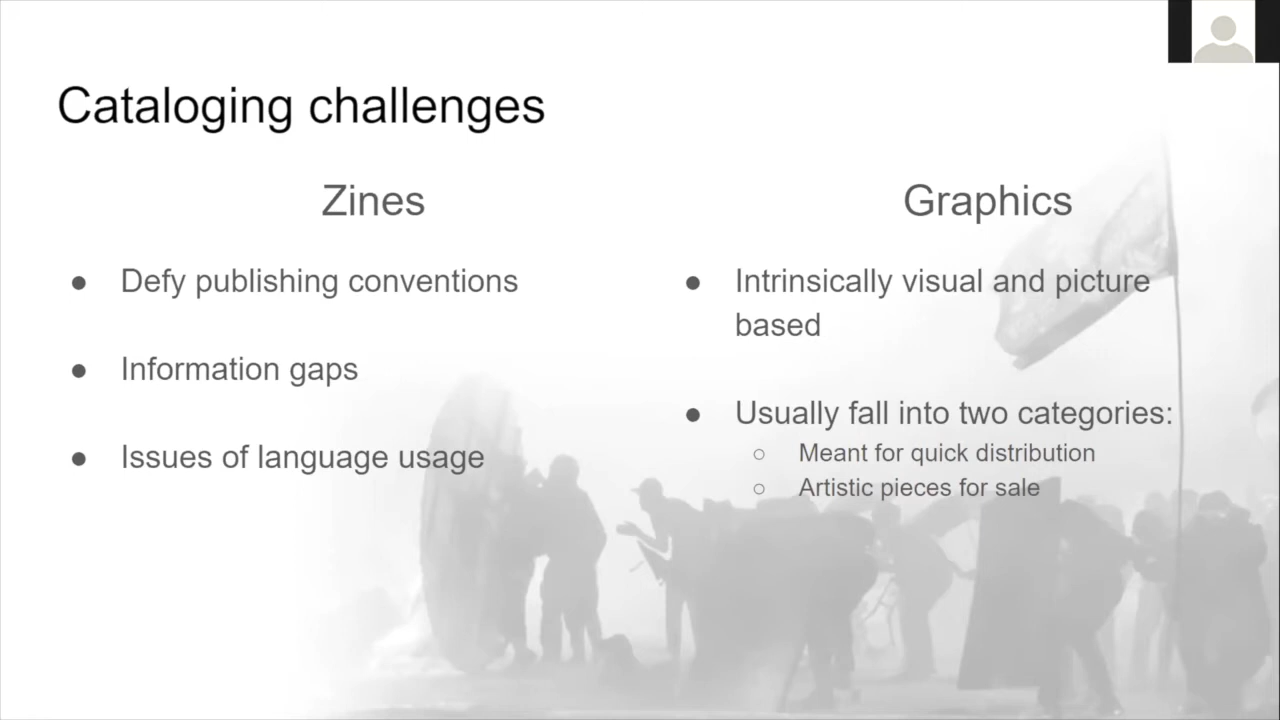 Cataloging challenges
Zines
● Defy publishing conventions
● Information gaps
● Issues of language usage
Graphics
● Intrinsically visual and picture
based
● Usually fall into two categories:
○ Meant for quick distribution
○ Artistic pieces for sale